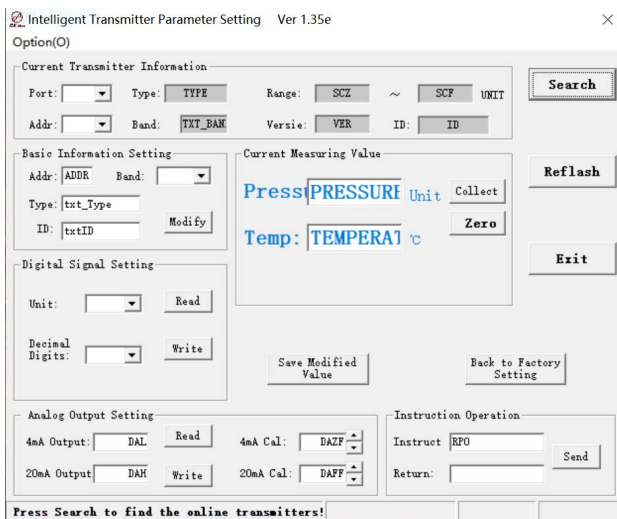 Intelligent Transmitter Parameter Setting Ver 1.35e
Option(O)
Current Transmitter Information
Port: Type: TYPE Range: SCZ ~ SCF UNIT
Addr: Band: TXT_BAN Versie: VER ID: ID
Search
Basic Information Setting
Addr: ADDR Band:
Type: txt_Type
ID: txtID
Modify
Current Measuring Value
Press PRESSURE Unit Collect
Zero
Temp: TEMPERAT ℃
Reflash
Exit
Digital Signal Setting
Unit: Read
Decimal
Digits: Write
Save Modified
Value
Back to Factory
Setting
Analog Output Setting
4mA Output: DAL Read 4mA Cal: DAZF
20mA Output DAH Write 20mA Cal: DAFF
Instruction Operation
Instruct RPO
Return:
Send
Press Search to find the online transmitters!